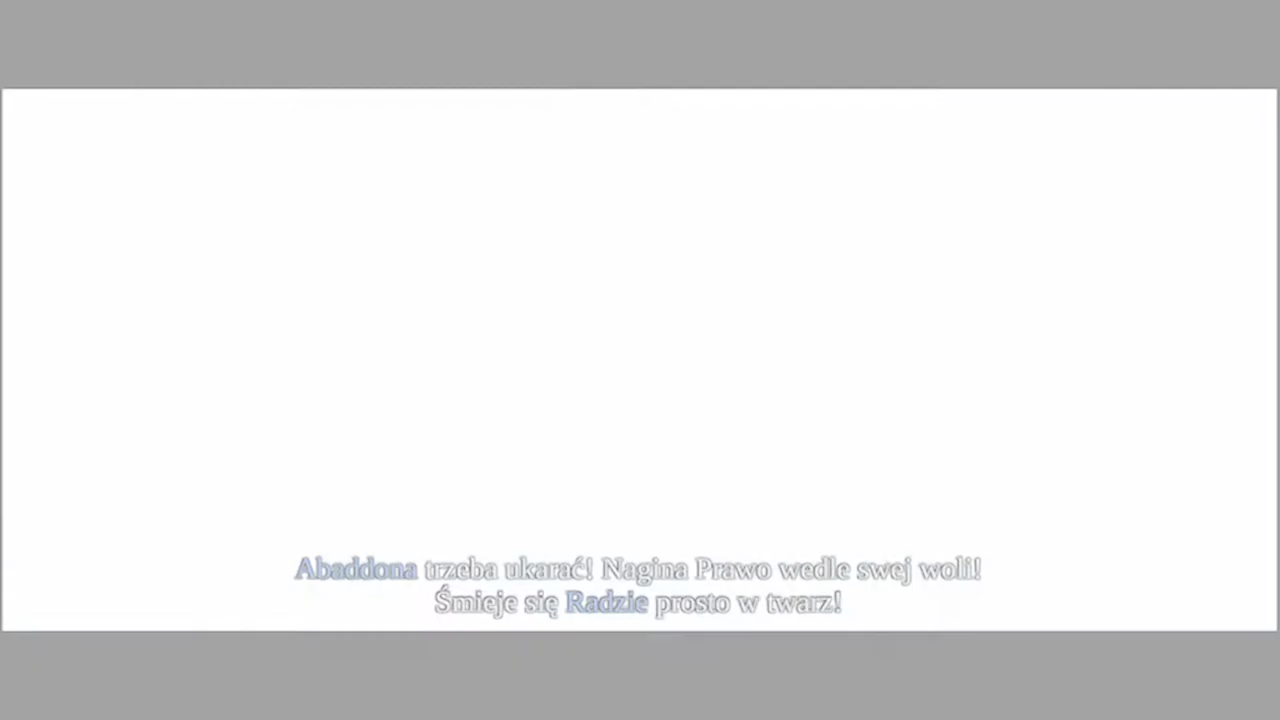 Abaddona trzeba ukarać! Nagina Prawo wedle swej woli!
Śmieje się Radzie prosto w twarz!